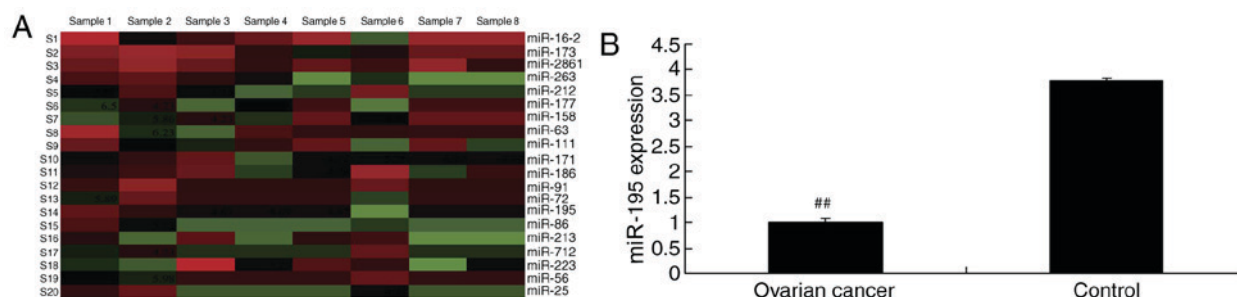 A
Sample 1 Sample 2 Sample 3 Sample 4 Sample 5 Sample 6 Sample 7 Sample 8
S1 miR-16-2
S2 miR-173
S3 miR-2861
S4 miR-263
S5 miR-212
S6 6.5 miR-177
S7 miR-158
S8 6.23 miR-63
S9 miR-111
S10 miR-171
S11 miR-186
S12 miR-91
S13 miR-72
S14 miR-195
S15 miR-86
S16 miR-213
S17 miR-712
S18 miR-223
S19 miR-56
S20 miR-25
B
miR-195 expression
4.5
4
3.5
3
2.5
2
1.5
1
0.5
0
##
Ovarian cancer Control